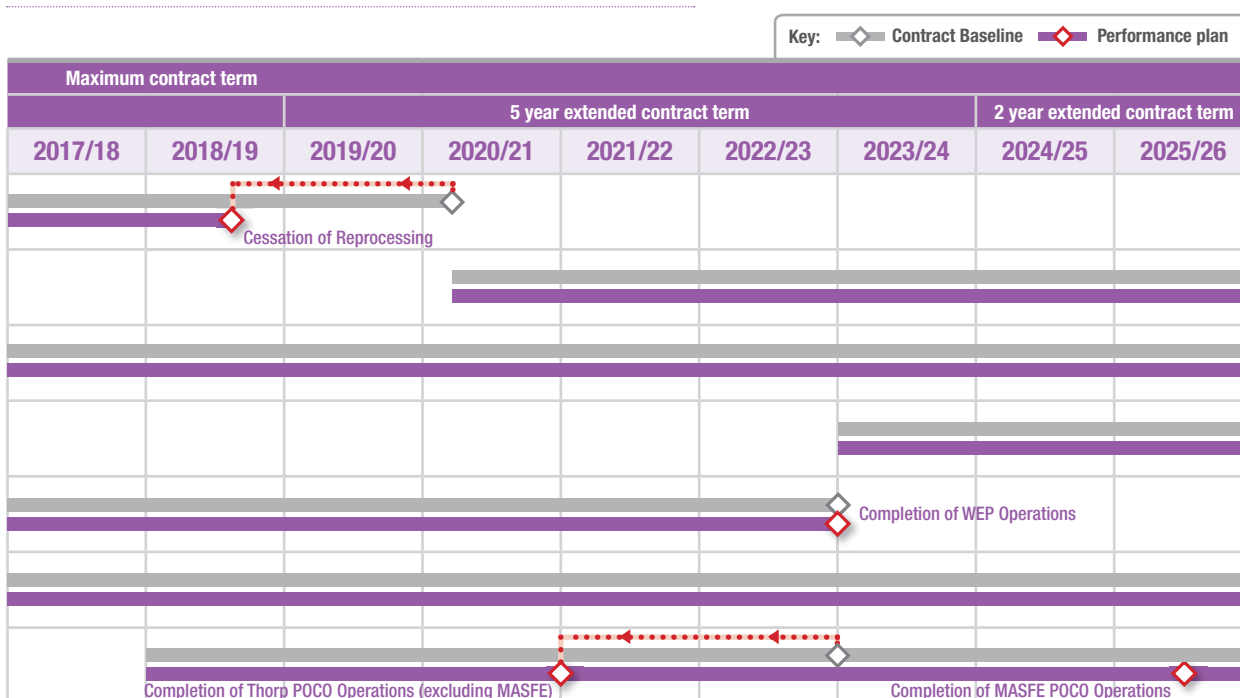 Key: Contract Baseline Performance plan
Maximum contract term
5 year extended contract term 2 year extended contract term
2017/18 2018/19 2019/20 2020/21 2021/22 2022/23 2023/24 2024/25 2025/26
Cessation of Reprocessing
Completion of WEP Operations
Completion of Thorp POCO Operations (excluding MASFE) Completion of MASFE POCO Operations